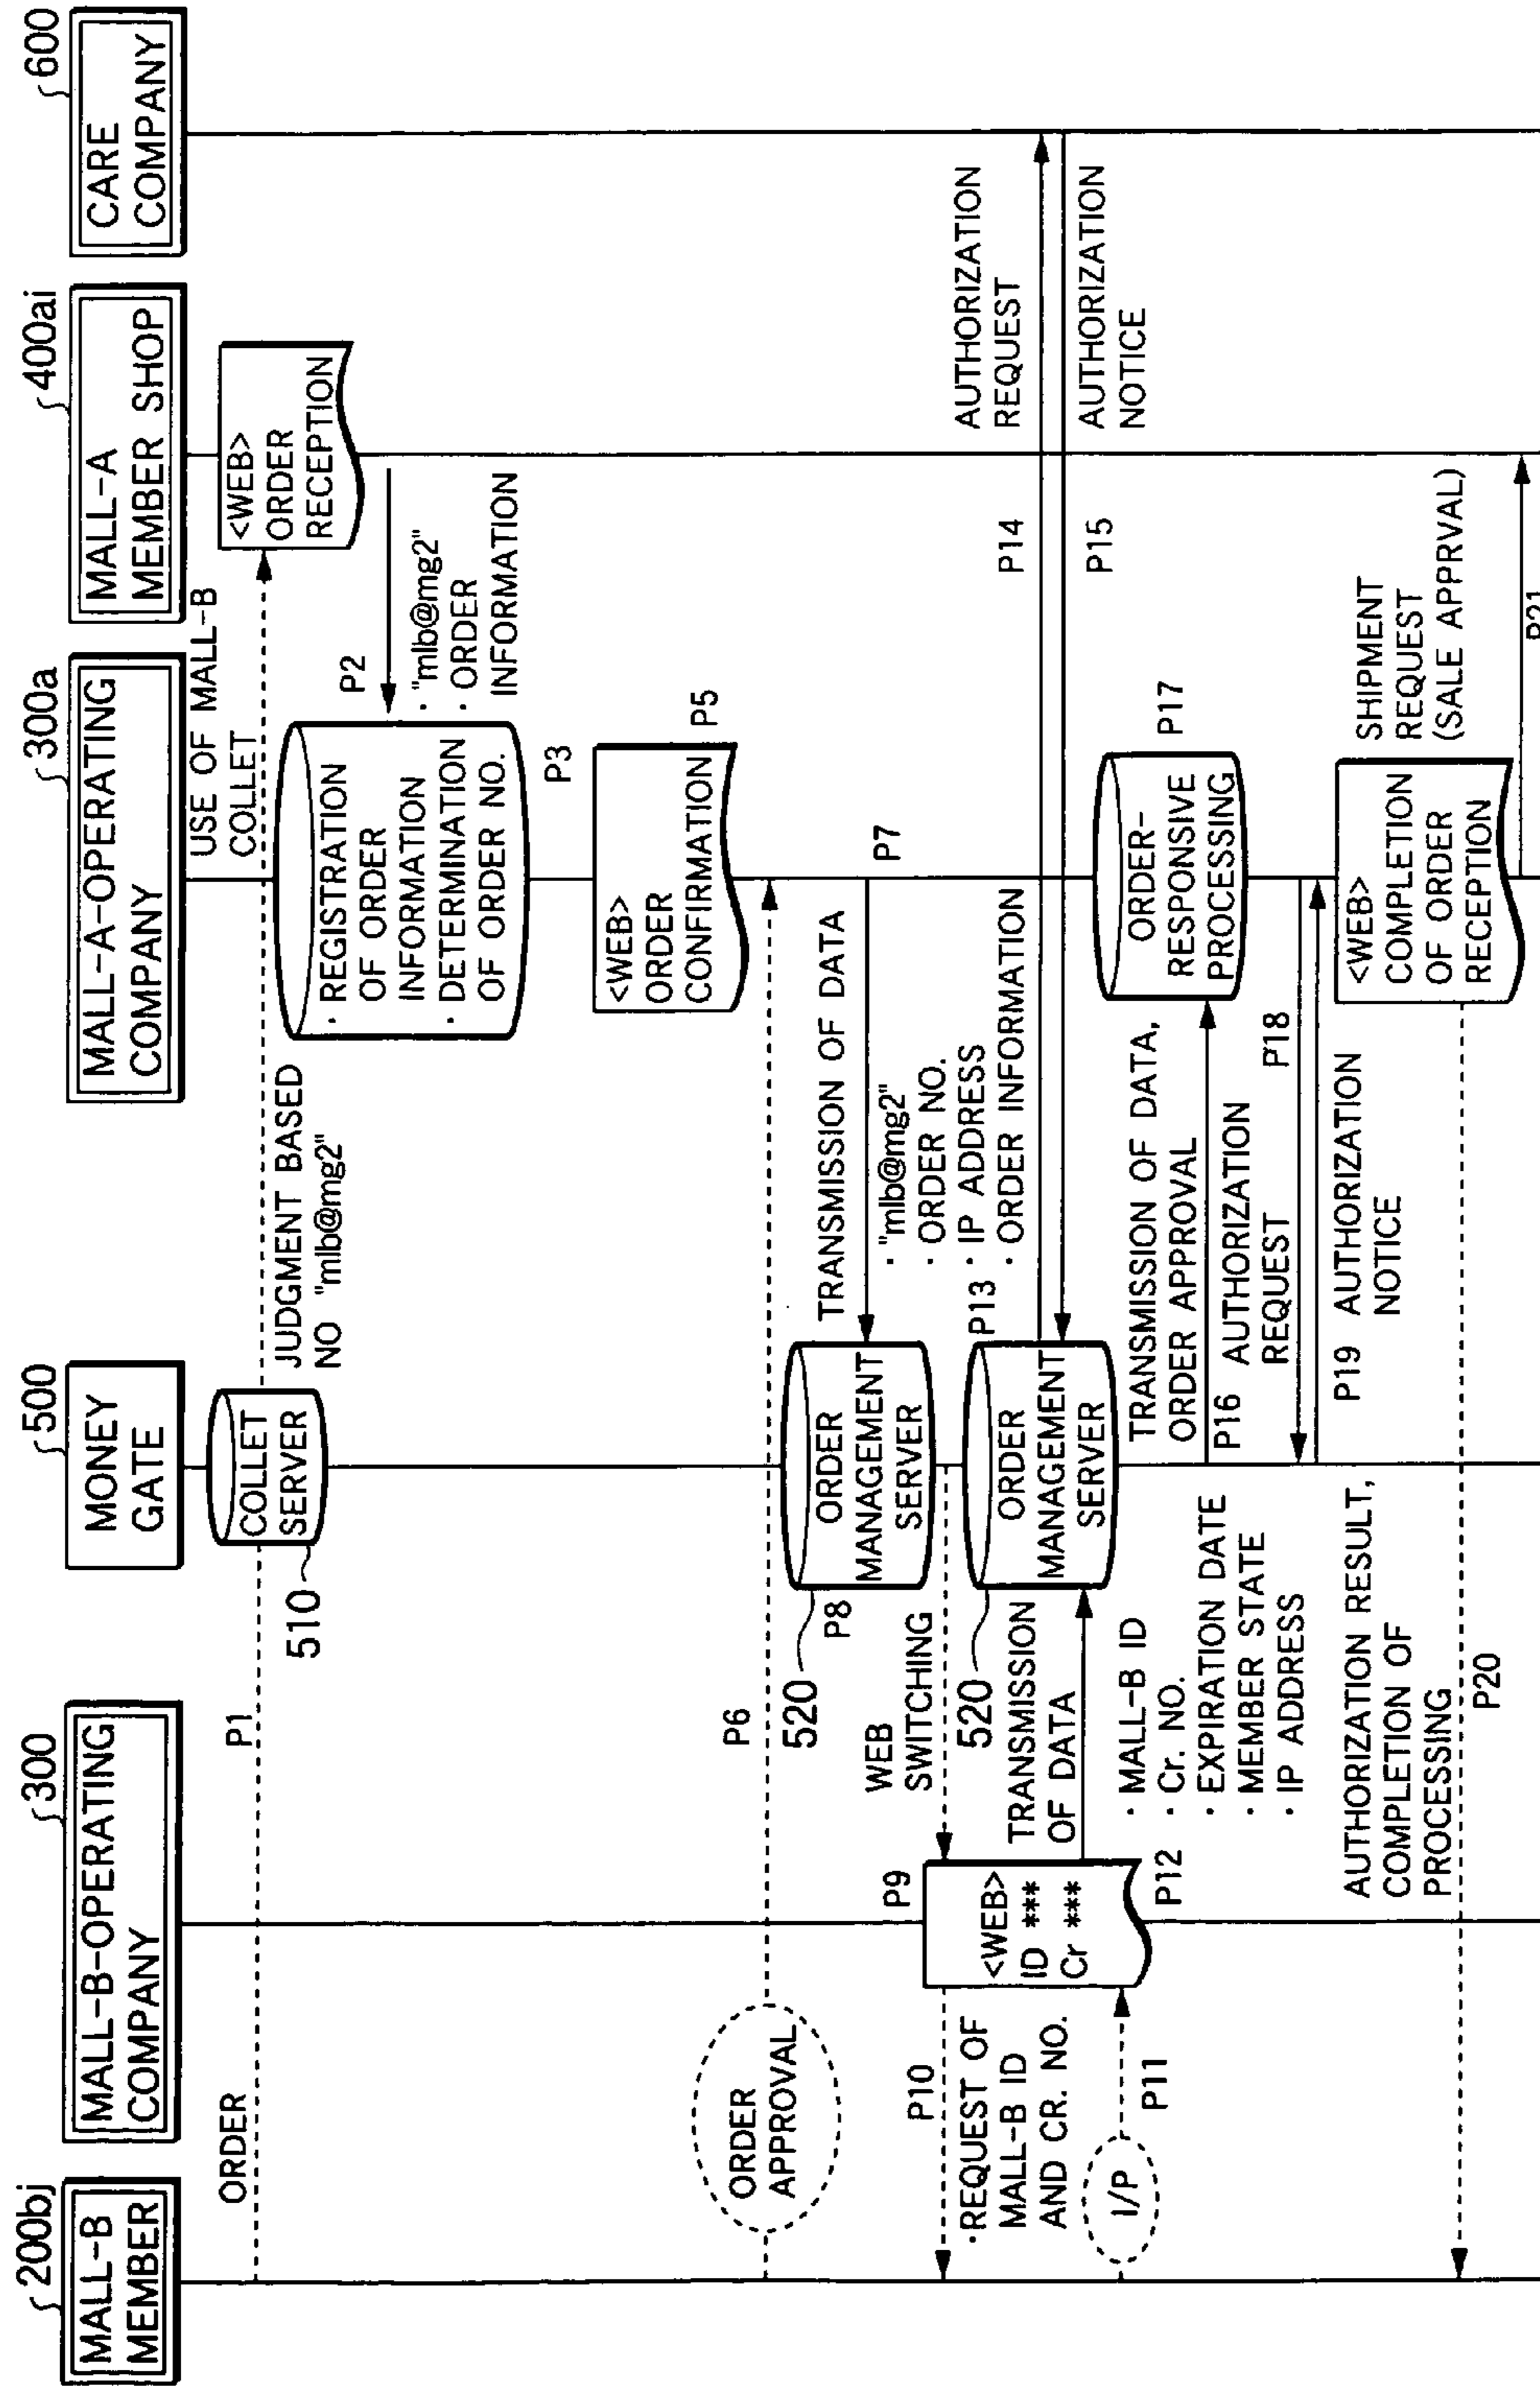 200bj
MALL-B
MEMBER
300
MALL-B-OPERATING
COMPANY
500
MONEY
GATE
300a
MALL-A-OPERATING
COMPANY
400ai
MALL-A
MEMBER SHOP
600
CARE
COMPANY
ORDER
P1
COLLET
SERVER
510
JUDGMENT BASED
NO "mlb@mg2"
USE OF MALL-B
COLLET
<WEB>
ORDER
RECEPTION
P2
· "mlb@mg2"
· ORDER
INFORMATION
· REGISTRATION
OF ORDER
INFORMATION
· DETERMINATION
OF ORDER NO.
P3
<WEB>
ORDER
CONFIRMATION
P5
ORDER
APPROVAL
P6
P7
TRANSMISSION OF DATA
· "mlb@mg2"
· ORDER NO.
· IP ADDRESS
· ORDER INFORMATION
ORDER
MANAGEMENT
SERVER
520
P8
WEB
SWITCHING
P9
<WEB>
ID ***
Cr ***
P10
· REQUEST OF
MALL-B ID
AND CR. NO.
I/P
P11
P12
TRANSMISSION
OF DATA
· MALL-B ID
· Cr. NO.
· EXPIRATION DATE
· MEMBER STATE
· IP ADDRESS
520
ORDER
MANAGEMENT
SERVER
P13
P14
AUTHORIZATION
REQUEST
P15
AUTHORIZATION
NOTICE
TRANSMISSION OF DATA,
ORDER APPROVAL
P16
ORDER-
RESPONSIVE
PROCESSING
P17
AUTHORIZATION
REQUEST
P18
P19
AUTHORIZATION
NOTICE
AUTHORIZATION RESULT,
COMPLETION OF
PROCESSING
P20
<WEB>
COMPLETION
OF ORDER
RECEPTION
SHIPMENT
REQUEST
(SALE APPRVAL)
P21